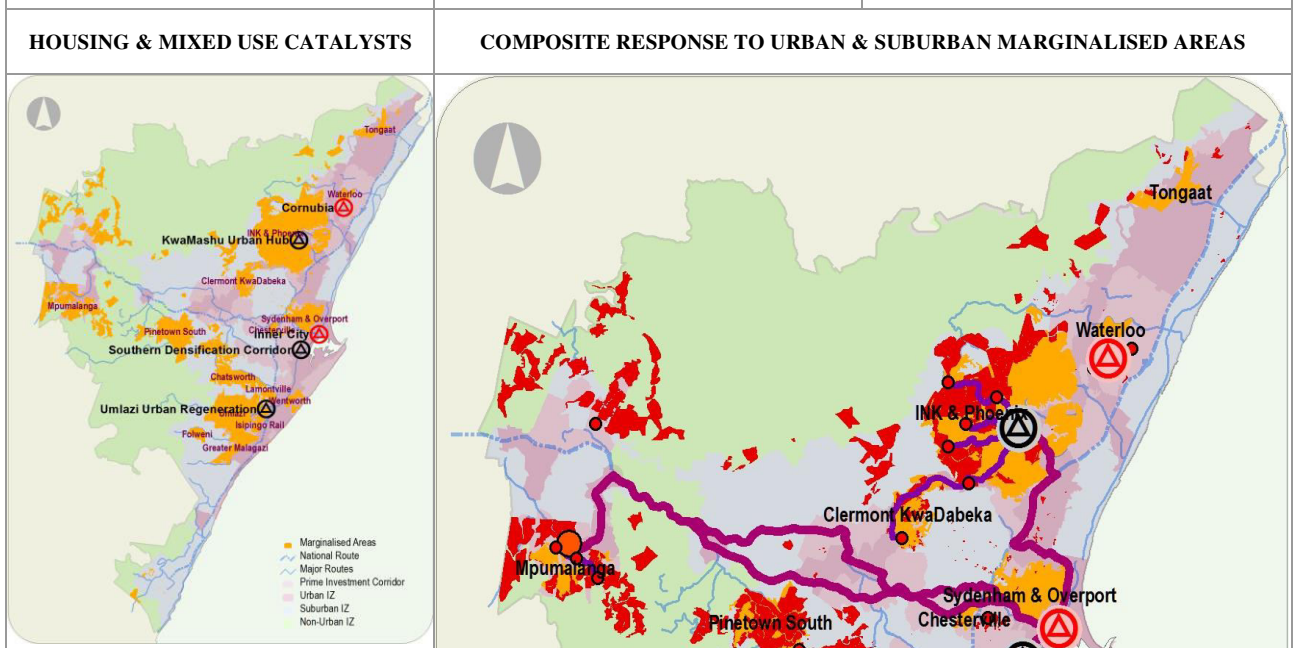 HOUSING & MIXED USE CATALYSTS
COMPOSITE RESPONSE TO URBAN & SUBURBAN MARGINALISED AREAS
Tongaat
Waterloo
Cornubia
INK & Phoenix
KwaMashu Urban Hub
Clermont KwaDabeka
Mpumalanga
Sydenham & Overport
Chesterville
Inner City
Pinetown South
Southern Densification Corridor
Chatsworth
Lamontville
Wentworth
Umlazi Urban Regeneration
Umlazi
Isipingo Rail
Folweni
Greater Malagazi
Marginalised Areas
National Route
Major Routes
Prime Investment Corridor
Urban IZ
Suburban IZ
Non-Urban IZ
Tongaat
Waterloo
INK & Phoenix
Clermont KwaDabeka
Mpumalanga
Sydenham & Overport
Chesterville
Pinetown South